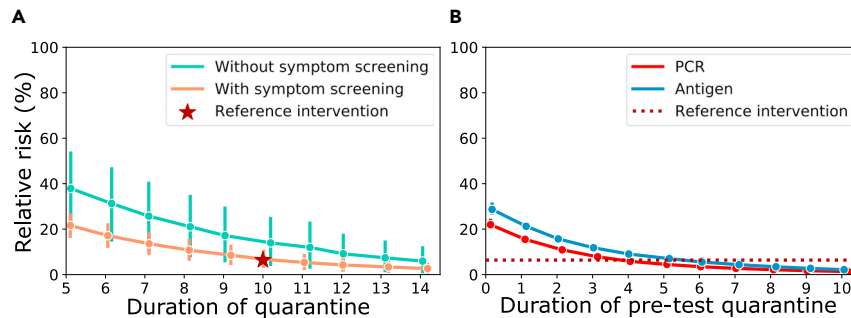 A
B
100
80
60
40
20
0
Relative risk (%)
Without symptom screening
With symptom screening
Reference intervention
5 6 7 8 9 10 11 12 13 14
Duration of quarantine
100
80
60
40
20
0
PCR
Antigen
Reference intervention
0 1 2 3 4 5 6 7 8 9 10
Duration of pre-test quarantine